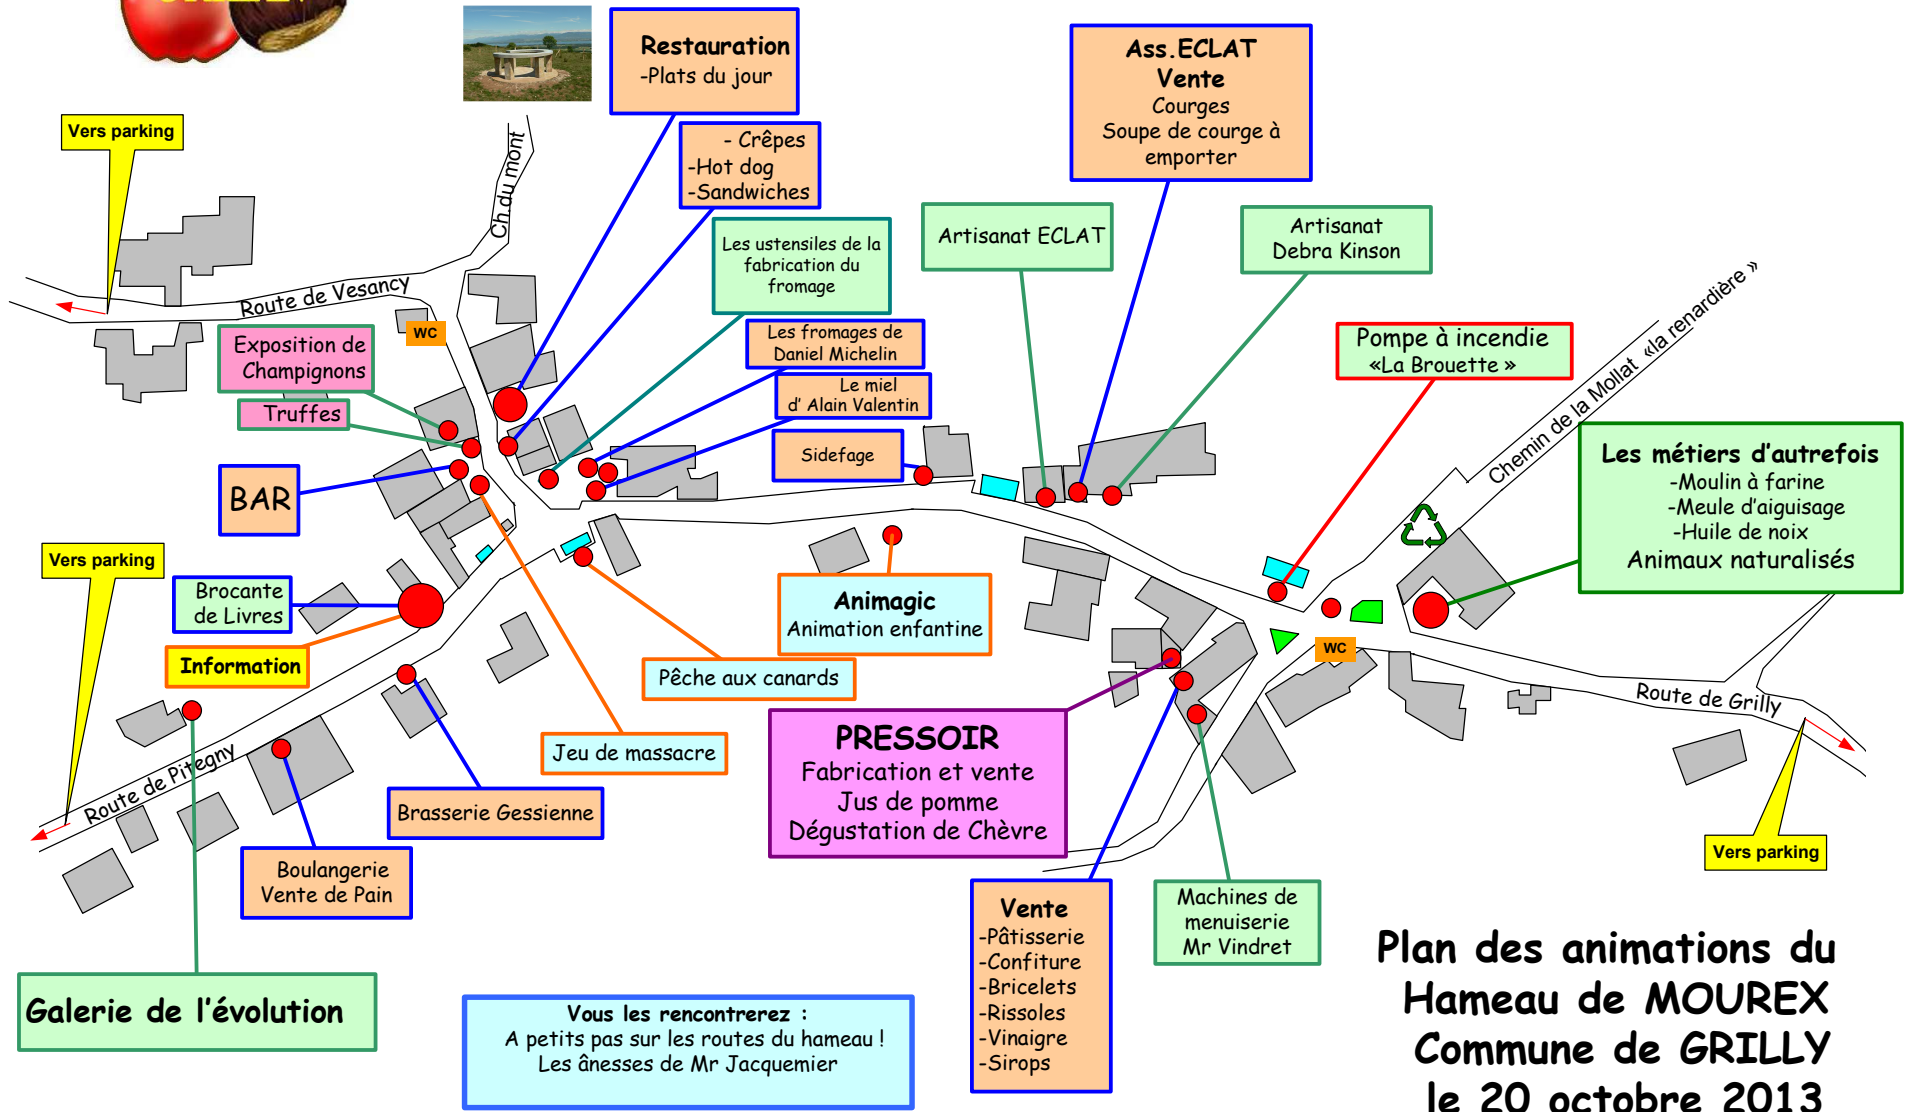 Restauration
-Plats du jour
Ass.ECLAT
Vente
Courges
Soupe de courge à
emporter
Vers parking
- Crêpes
-Hot dog
-Sandwiches
Ch.du mont
Les ustensiles de la
fabrication du
fromage
Artisanat ECLAT
Artisanat
Debra Kinson
Route de Vesancy
WC
Exposition de
Champignons
Truffes
Les fromages de
Daniel Michelin
Le miel
d' Alain Valentin
Sidefage
Pompe à incendie
«La Brouette »
Chemin de la Mollat «la renardière »
Les métiers d'autrefois
-Moulin à farine
-Meule d'aiguisage
-Huile de noix
Animaux naturalisés
BAR
Vers parking
Brocante
de Livres
Information
Animagic
Animation enfantine
Pêche aux canards
WC
Route de Grilly
Jeu de massacre
PRESSOIR
Fabrication et vente
Jus de pomme
Dégustation de Chèvre
Route de Pitegny
Brasserie Gessienne
Boulangerie
Vente de Pain
Vers parking
Vente
-Pâtisserie
-Confiture
-Bricelets
-Rissoles
-Vinaigre
-Sirops
Machines de
menuiserie
Mr Vindret
Galerie de l'évolution
Vous les rencontrerez :
A petits pas sur les routes du hameau !
Les ânesses de Mr Jacquemier
Plan des animations du
Hameau de MOUREX
Commune de GRILLY
le 20 octobre 2013